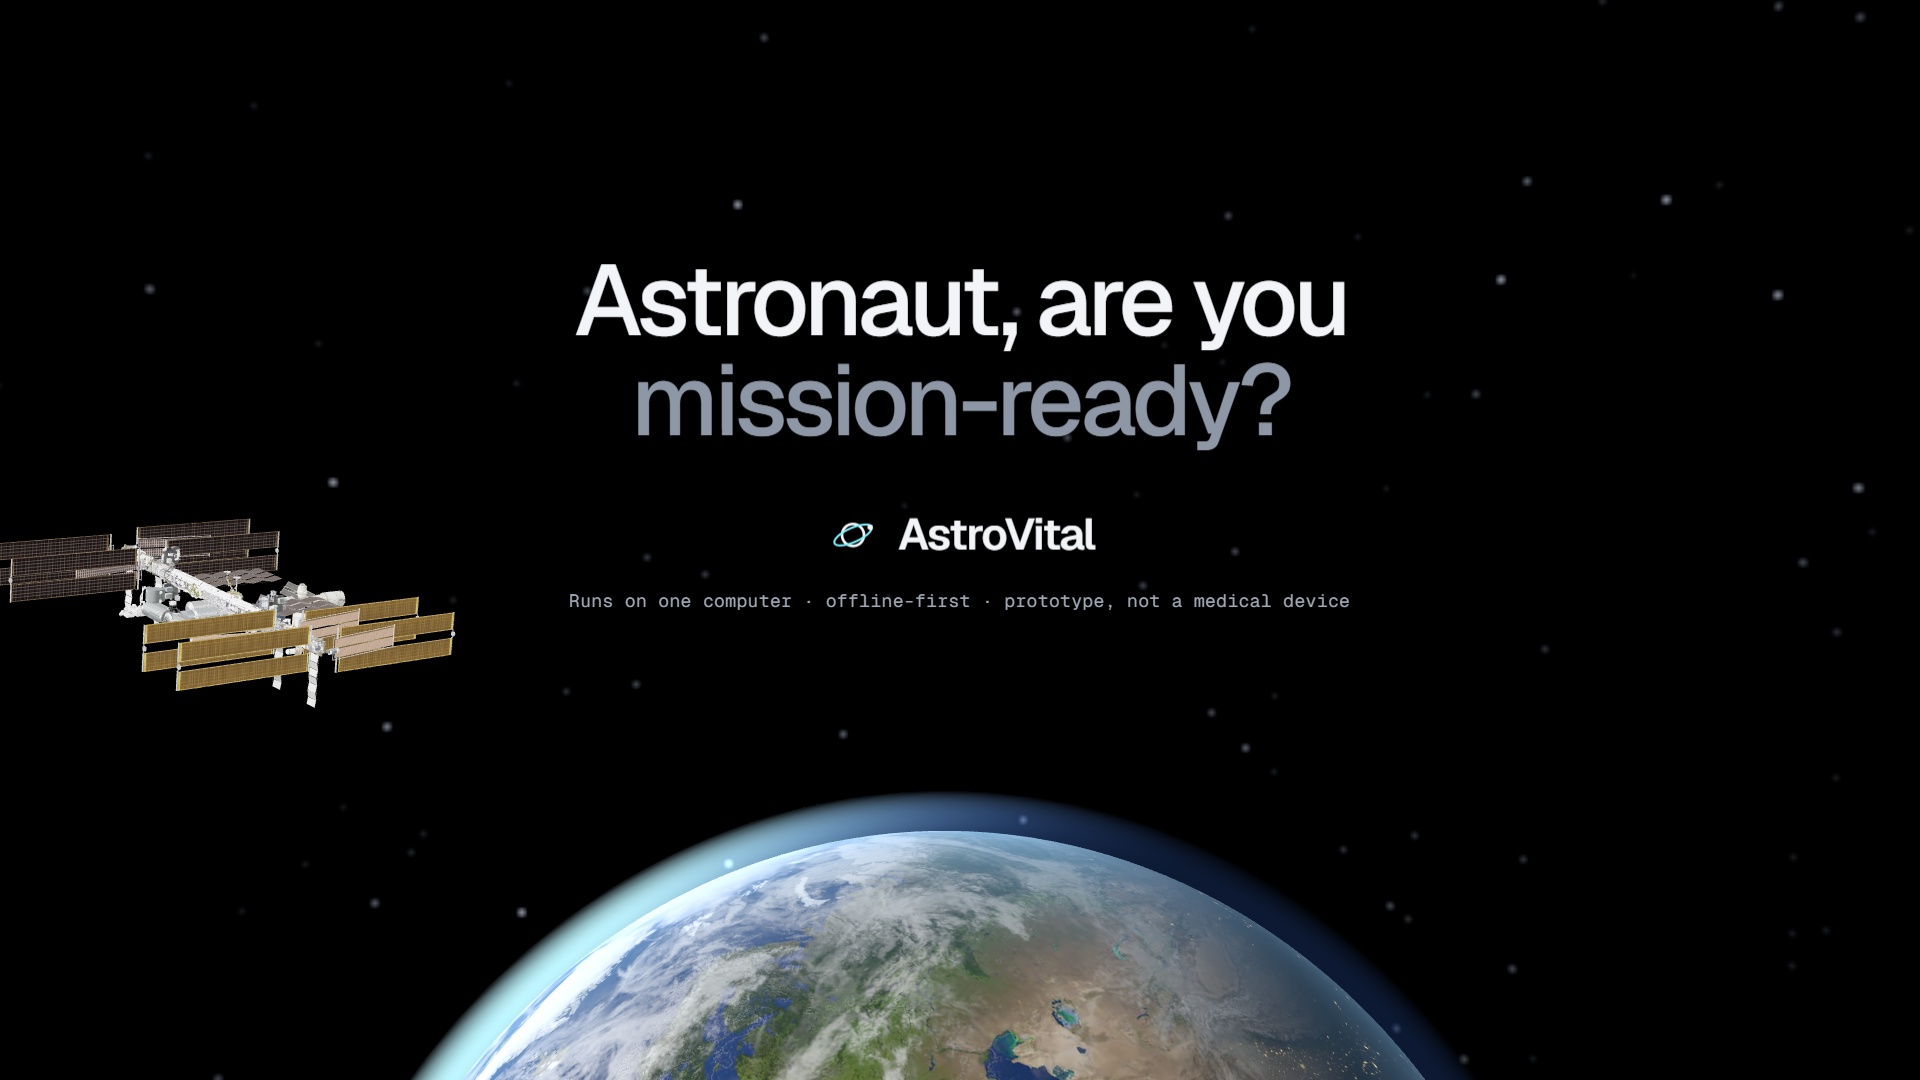 Astronaut, are you
mission-ready?
AstroVital
Runs on one computer · offline-first · prototype, not a medical device